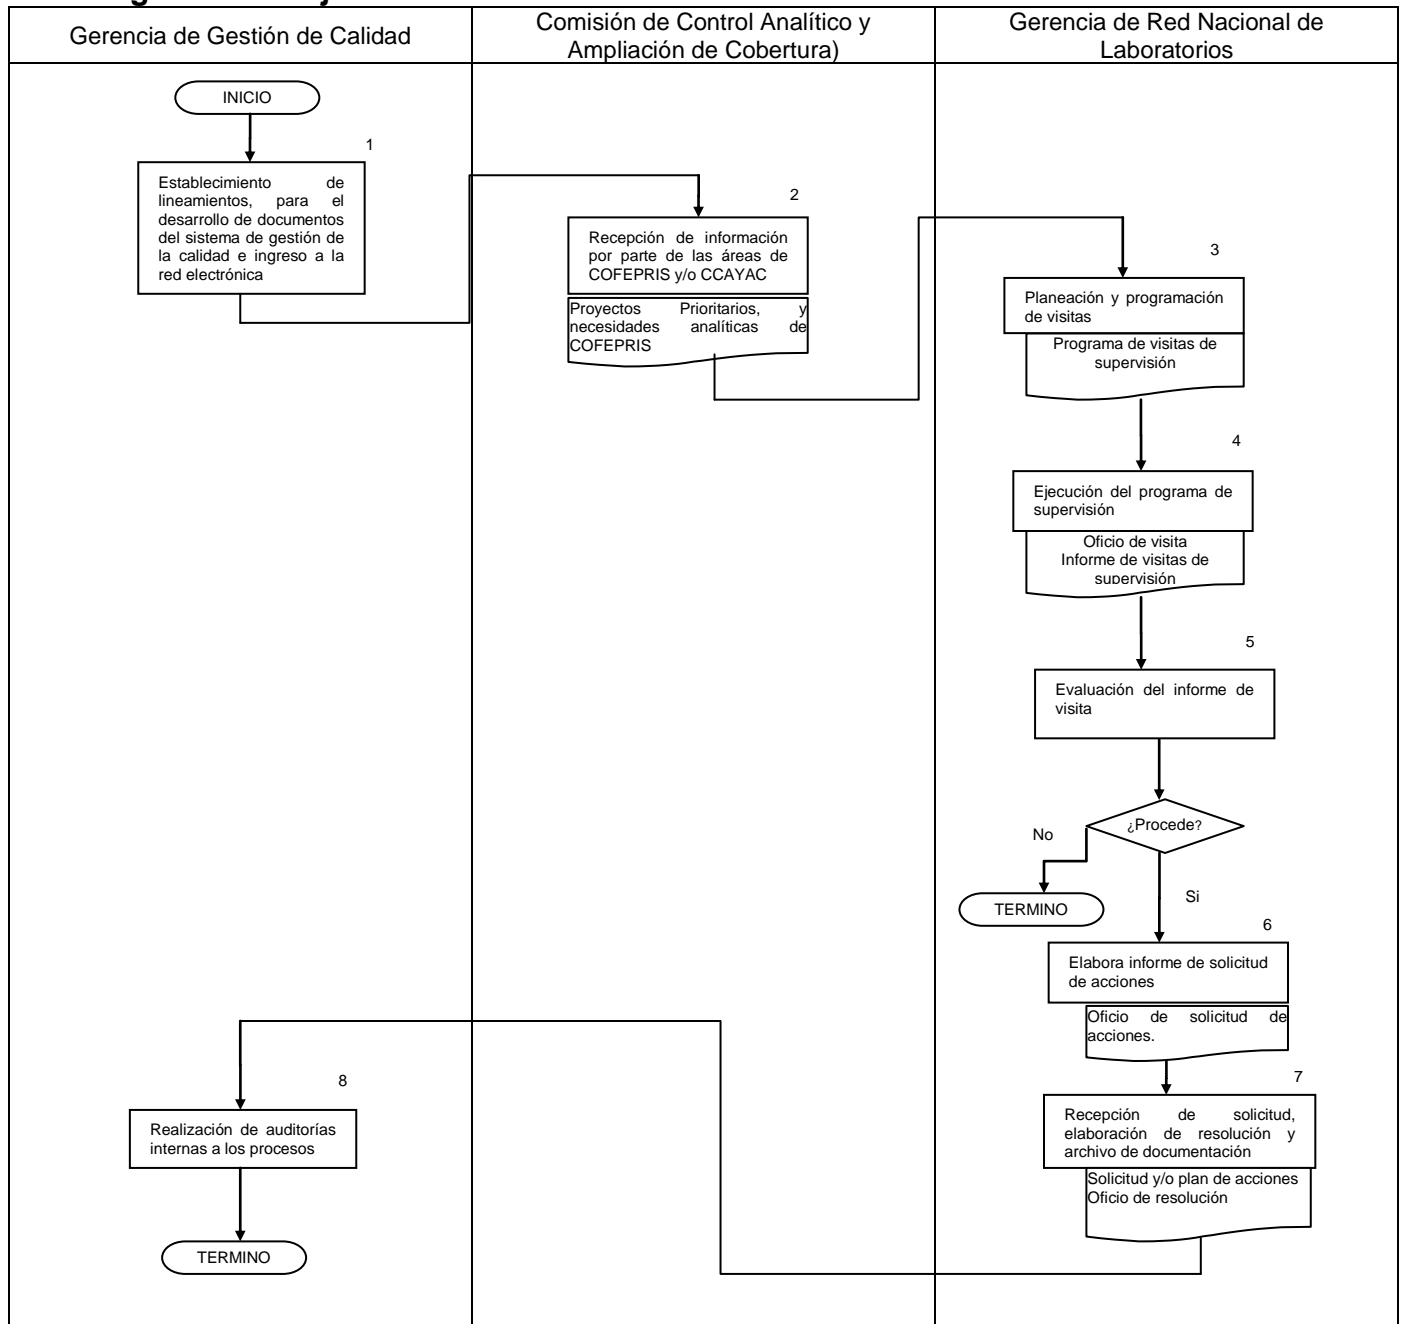 Gerencia de Gestión de Calidad
Comisión de Control Analítico y
Ampliación de Cobertura)
Gerencia de Red Nacional de
Laboratorios
INICIO
1
Establecimiento de
lineamientos, para el
desarrollo de documentos
del sistema de gestión de
la calidad e ingreso a la
red electrónica
2
Recepción de información
por parte de las áreas de
COFEPRIS y/o CCAYAC
Proyectos Prioritarios, y
necesidades analíticas de
COFEPRIS
3
Planeación y programación
de visitas
Programa de visitas de
supervisión
4
Ejecución del programa de
supervisión
Oficio de visita
Informe de visitas de
supervisión
5
Evaluación del informe de
visita
¿Procede?
No
TERMINO
Si
6
Elabora informe de solicitud
de acciones
Oficio de solicitud de
acciones.
7
Recepción de solicitud,
elaboración de resolución y
archivo de documentación
Solicitud y/o plan de acciones
Oficio de resolución
8
Realización de auditorías
internas a los procesos
TERMINO